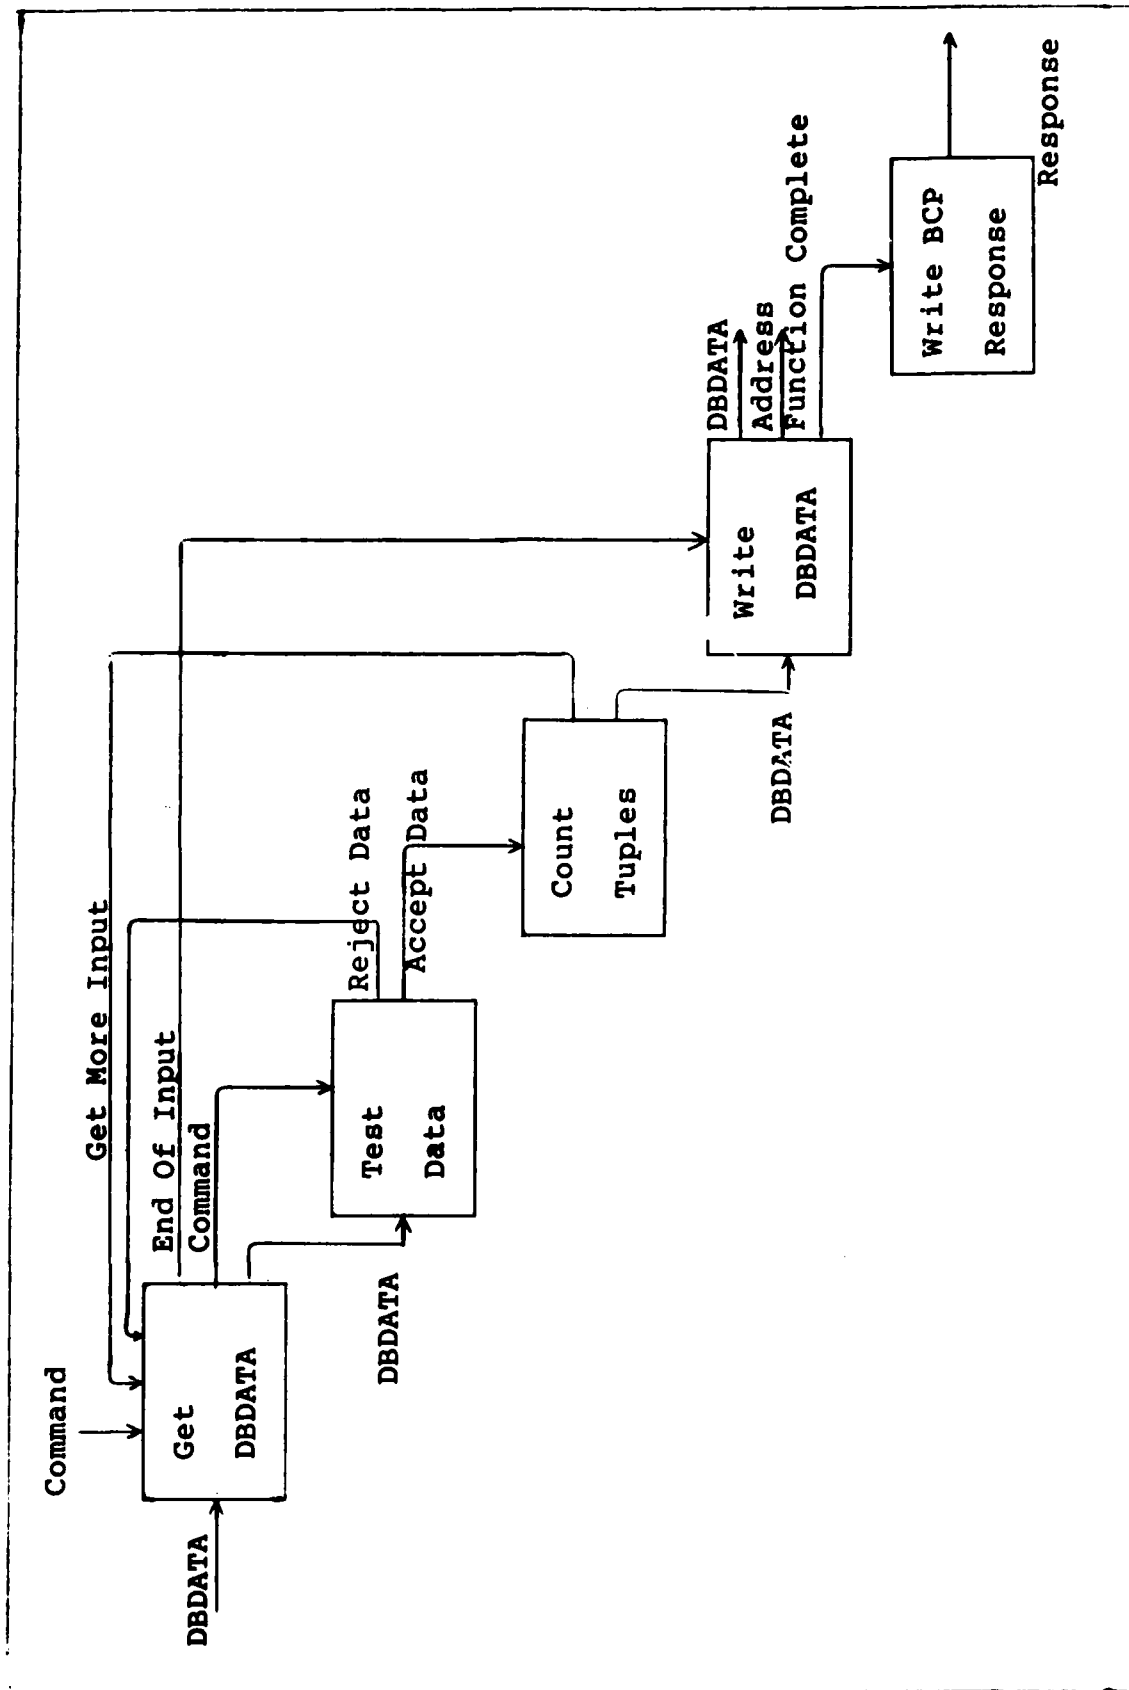 Command
Get More Input
End Of Input
Command
DBDATA
Get
DBDATA
DBDATA
Reject Data
Accept Data
Test
Data
Count
Tuples
DBDATA
DBDATA
Address
Function Complete
Write
DBDATA
Write BCP
Response
Response